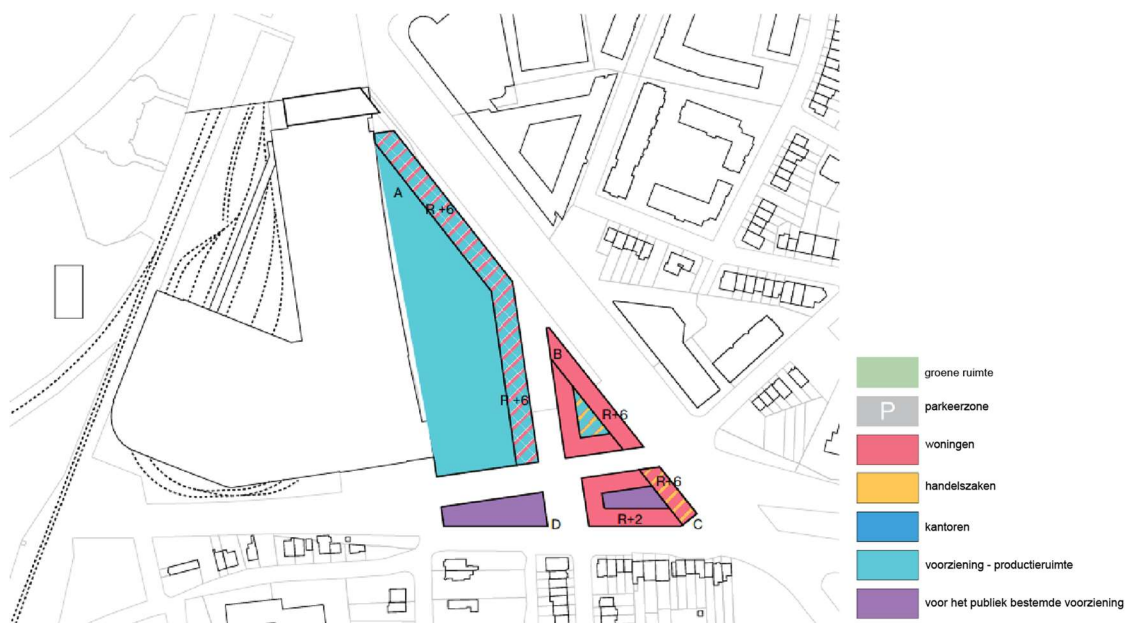 A
R +6
B
R +6
R+6
R+6
R+2
D
C
groene ruimte
P
parkeerzone
woningen
handelszaken
kantoren
voorziening - productieruimte
voor het publiek bestemde voorziening